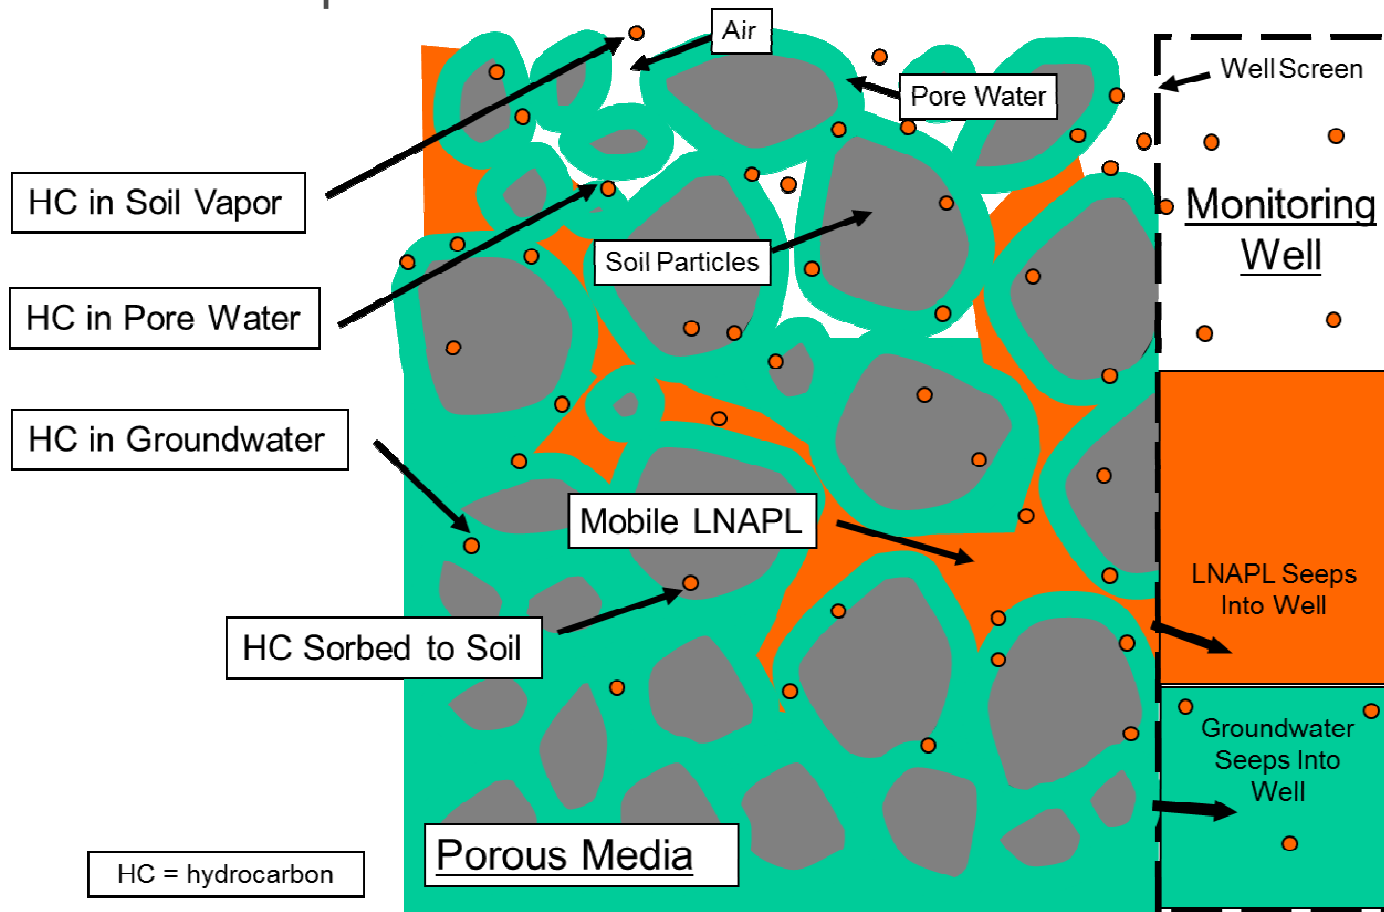 Air
Well Screen
Pore Water
HC in Soil Vapor
Monitoring
Well
Soil Particles
HC in Pore Water
HC in Groundwater
Mobile LNAPL
LNAPL Seeps
Into Well
HC Sorbed to Soil
Groundwater
Seeps Into
Well
Porous Media
HC = hydrocarbon